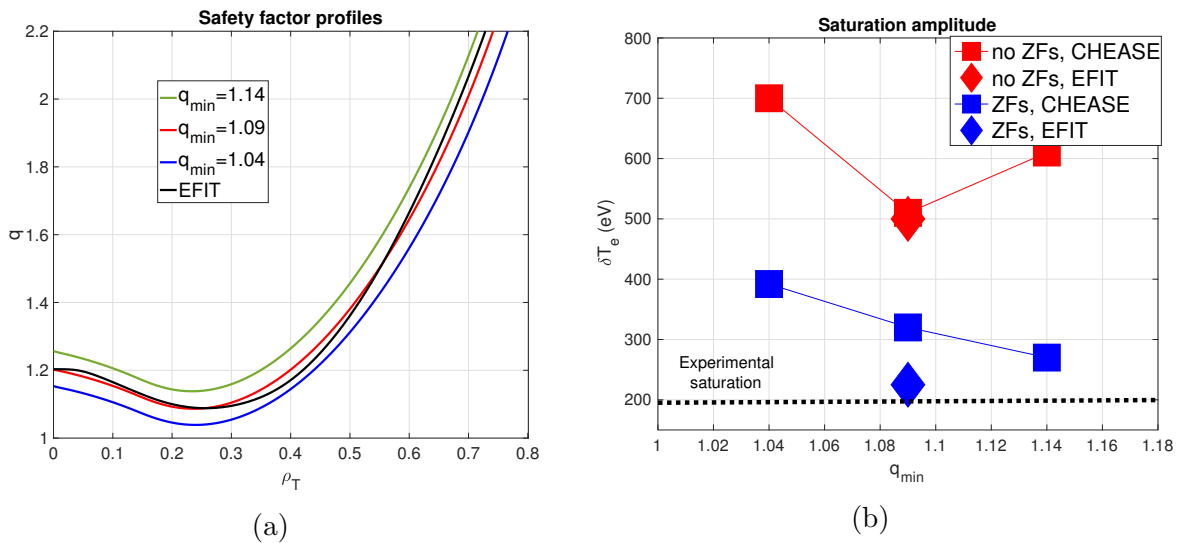 Safety factor profiles
2.2
2
1.8
1.6
1.4
1.2
1
q
q_min=1.14
q_min=1.09
q_min=1.04
EFIT
0 0.1 0.2 0.3 0.4 0.5 0.6 0.7 0.8
ρ_T
(a)
Saturation amplitude
800
700
600
500
400
300
200
δT_e (eV)
no ZFs, CHEASE
no ZFs, EFIT
ZFs, CHEASE
ZFs, EFIT
Experimental
saturation
1 1.02 1.04 1.06 1.08 1.1 1.12 1.14 1.16 1.18
q_min
(b)